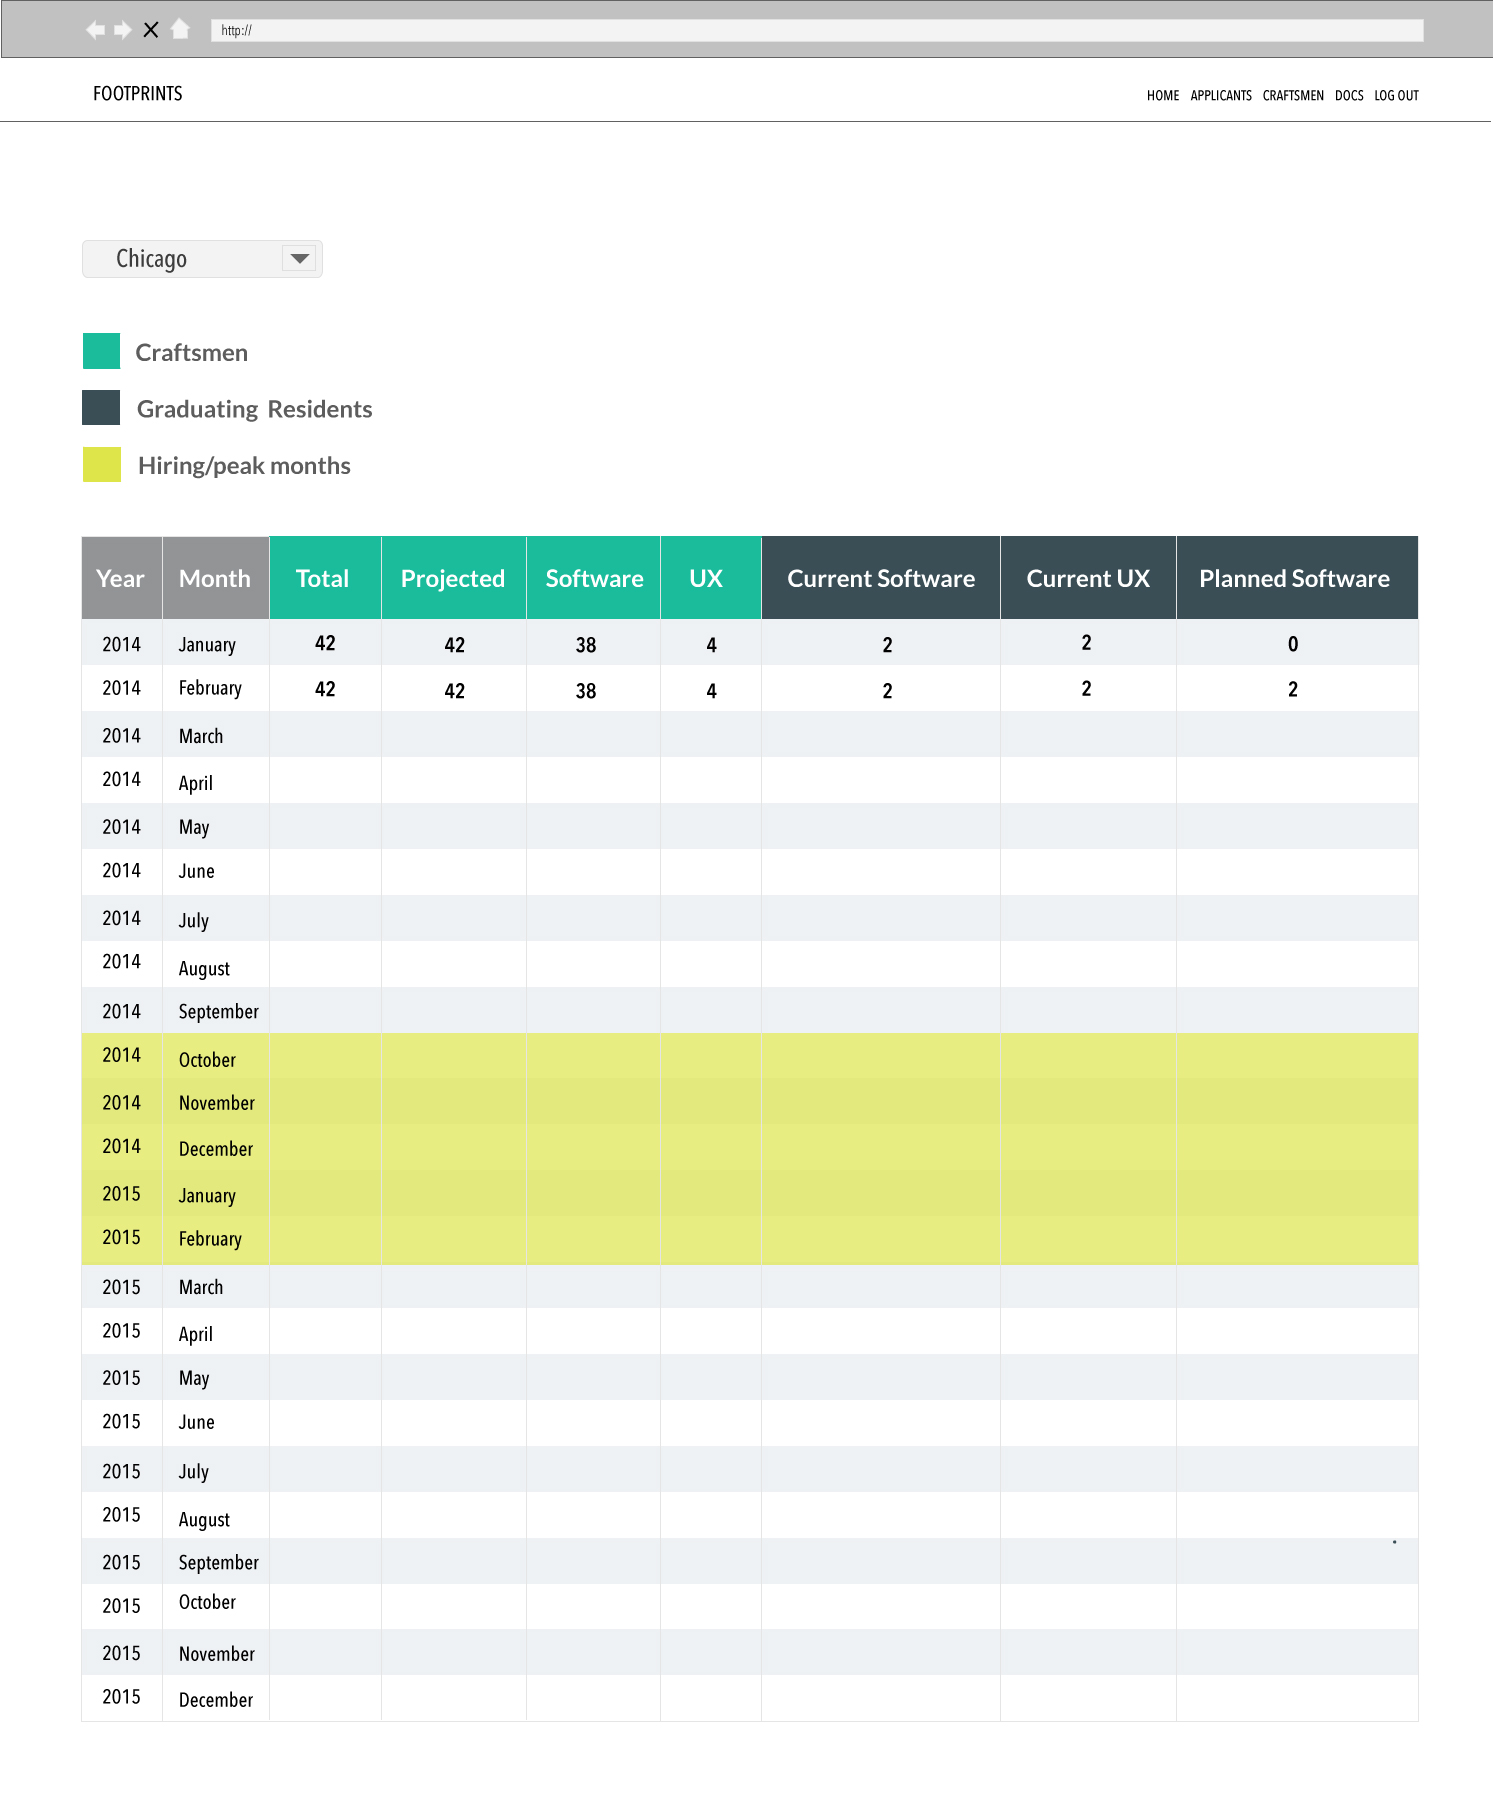 http://
FOOTPRINTS
HOME APPLICANTS CRAFTSMEN DOCS LOG OUT
Chicago
Craftsmen
Graduating Residents
Hiring/peak months
Year Month Total Projected Software UX Current Software Current UX Planned Software
2014 January 42 42 38 4 2 2 0
2014 February 42 42 38 4 2 2 2
2014 March
2014 April
2014 May
2014 June
2014 July
2014 August
2014 September
2014 October
2014 November
2014 December
2015 January
2015 February
2015 March
2015 April
2015 May
2015 June
2015 July
2015 August
2015 September
2015 October
2015 November
2015 December